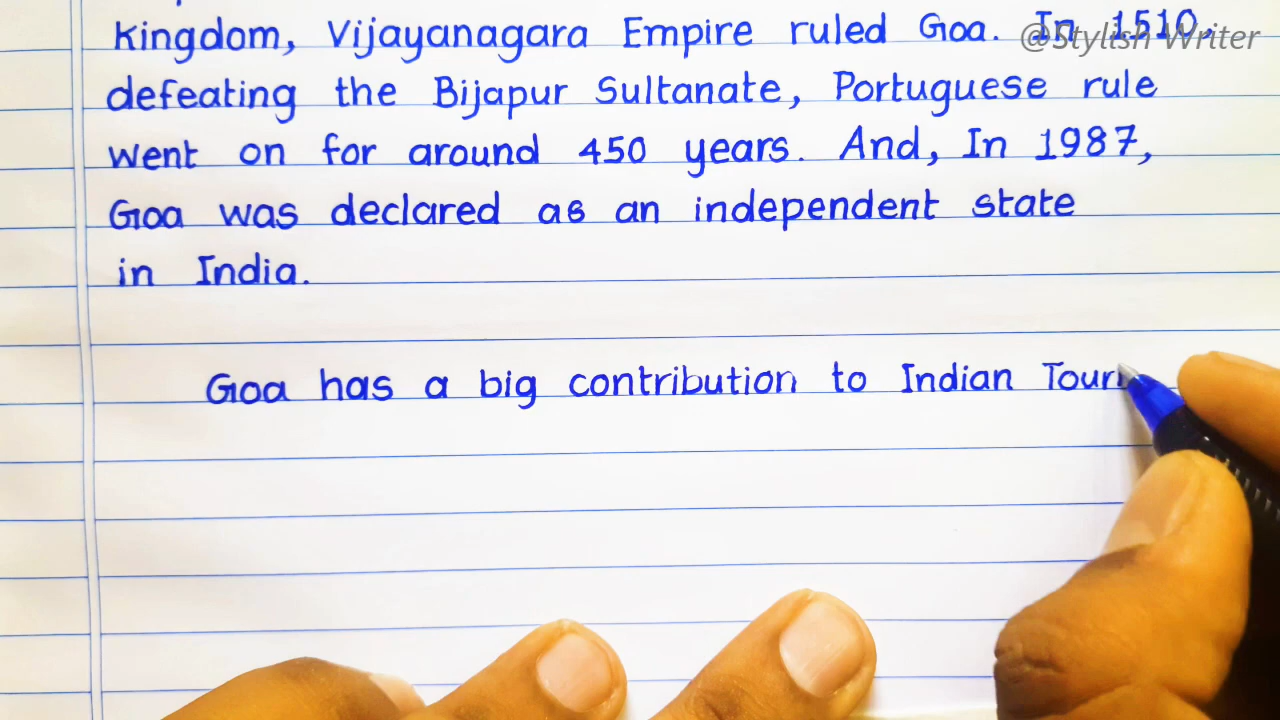 kingdom, Vijayanagara Empire ruled Goa. In 1510,
@Stylish Writer
defeating the Bijapur Sultanate, Portuguese rule
went on for around 450 years. And, In 1987,
Goa was declared as an independent state
in India.
Goa has a big contribution to Indian Touri